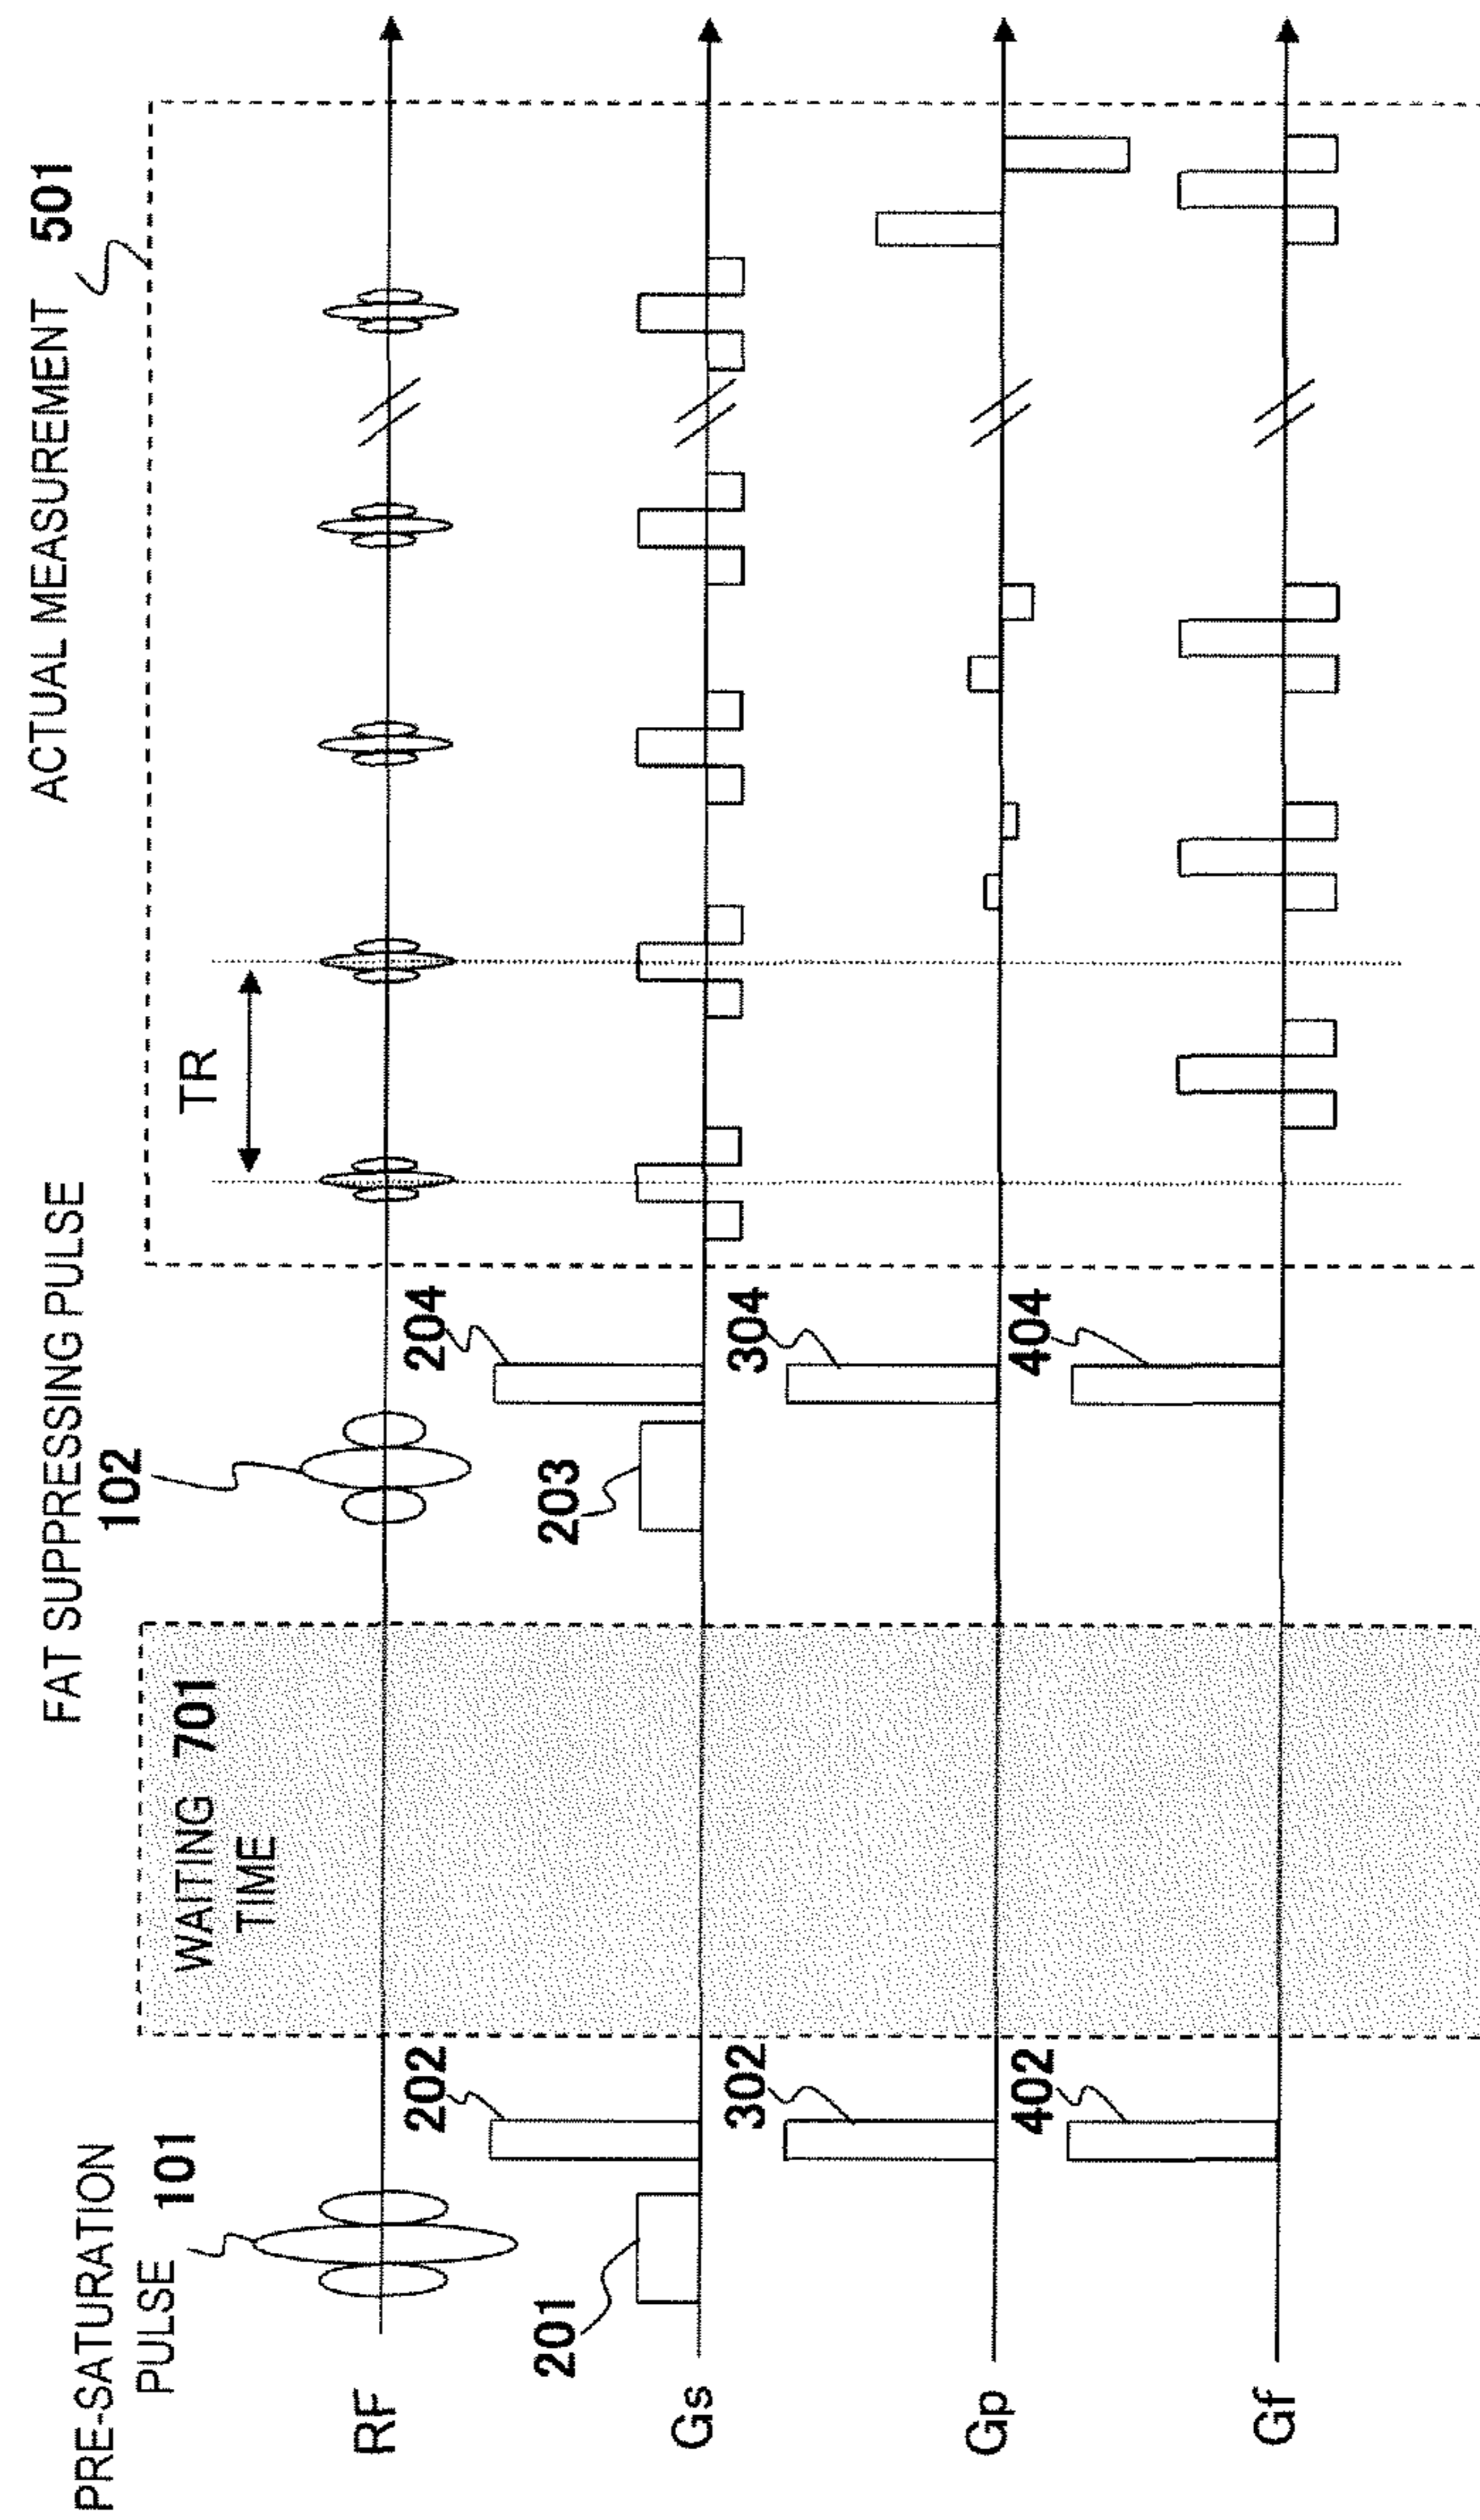 PRE-SATURATION
PULSE 101
FAT SUPPRESSING PULSE
102
ACTUAL MEASUREMENT 501
WAITING 701
TIME
TR
RF
Gs
201
202
203
204
Gp
302
304
Gf
402
404